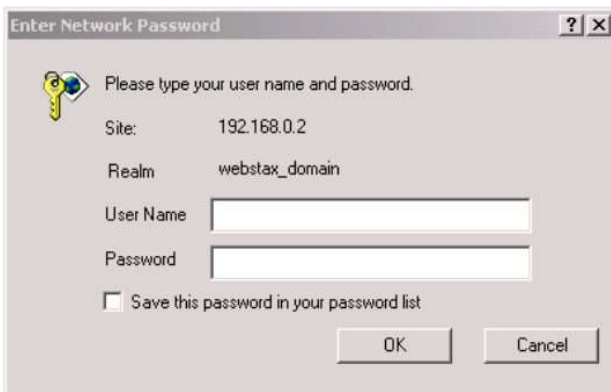 Enter Network Password
Please type your user name and password.
Site: 192.168.0.2
Realm webstax_domain
User Name
Password
Save this password in your password list
OK Cancel